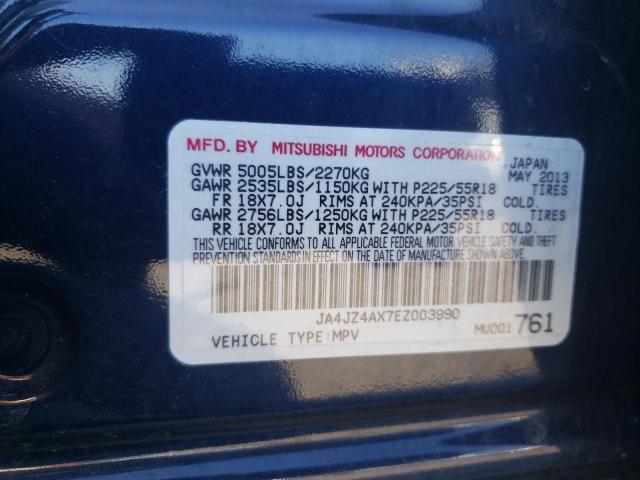 MFD. BY MITSUBISHI MOTORS CORPORATION JAPAN
GVWR 5005LBS/2270KG MAY 2013
GAWR 2535LBS/1150KG WITH P225/55R18 TIRES
FR 18X7.0J RIMS AT 240KPA/35PSI COLD.
GAWR 2756LBS/1250KG WITH P225/55R18 TIRES
RR 18X7.0J RIMS AT 240KPA/35PSI COLD.
THIS VEHICLE CONFORMS TO ALL APPLICABLE FEDERAL MOTOR VEHICLE SAFETY AND THEFT
PREVENTION STANDARDS IN EFFECT ON THE DATE OF MANUFACTURE SHOWN ABOVE.
JA4JZ4AX7EZ003990
VEHICLE TYPE:MPV MU001 761